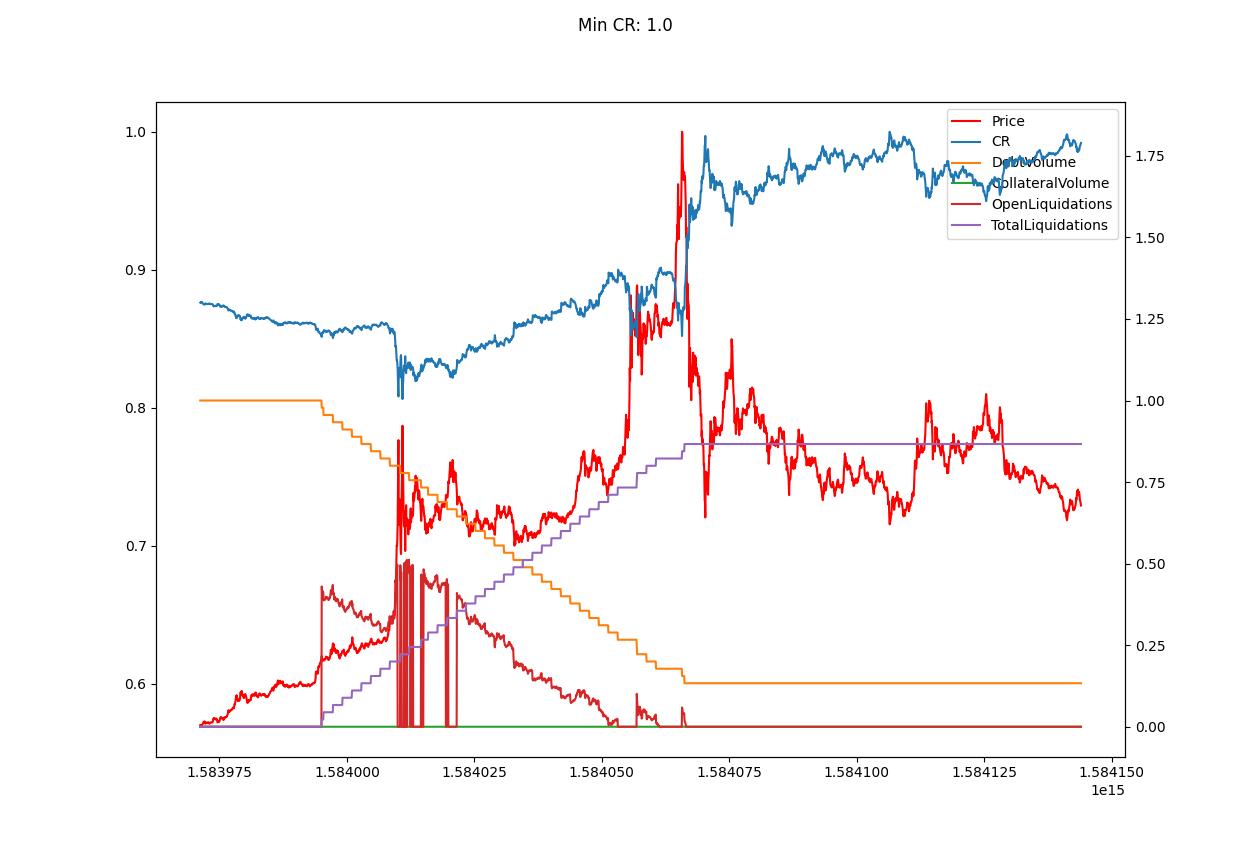 Min CR: 1.0
Price
CR
DebtVolume
CollateralVolume
OpenLiquidations
TotalLiquidations
1.0
0.9
0.8
0.7
0.6
1.75
1.50
1.25
1.00
0.75
0.50
0.25
0.00
1.583975 1.584000 1.584025 1.584050 1.584075 1.584100 1.584125 1.584150
1e15